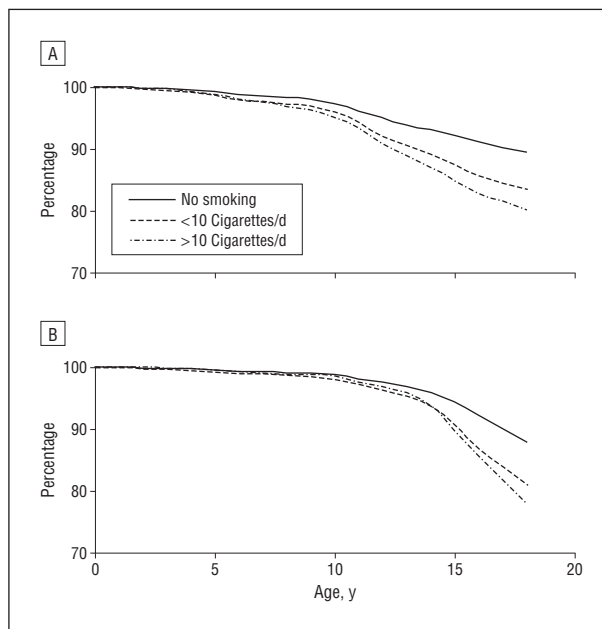 A
100
90
80
70
Percentage
No smoking
<10 Cigarettes/d
>10 Cigarettes/d
B
100
90
80
70
Percentage
0 5 10 15 20
Age, y